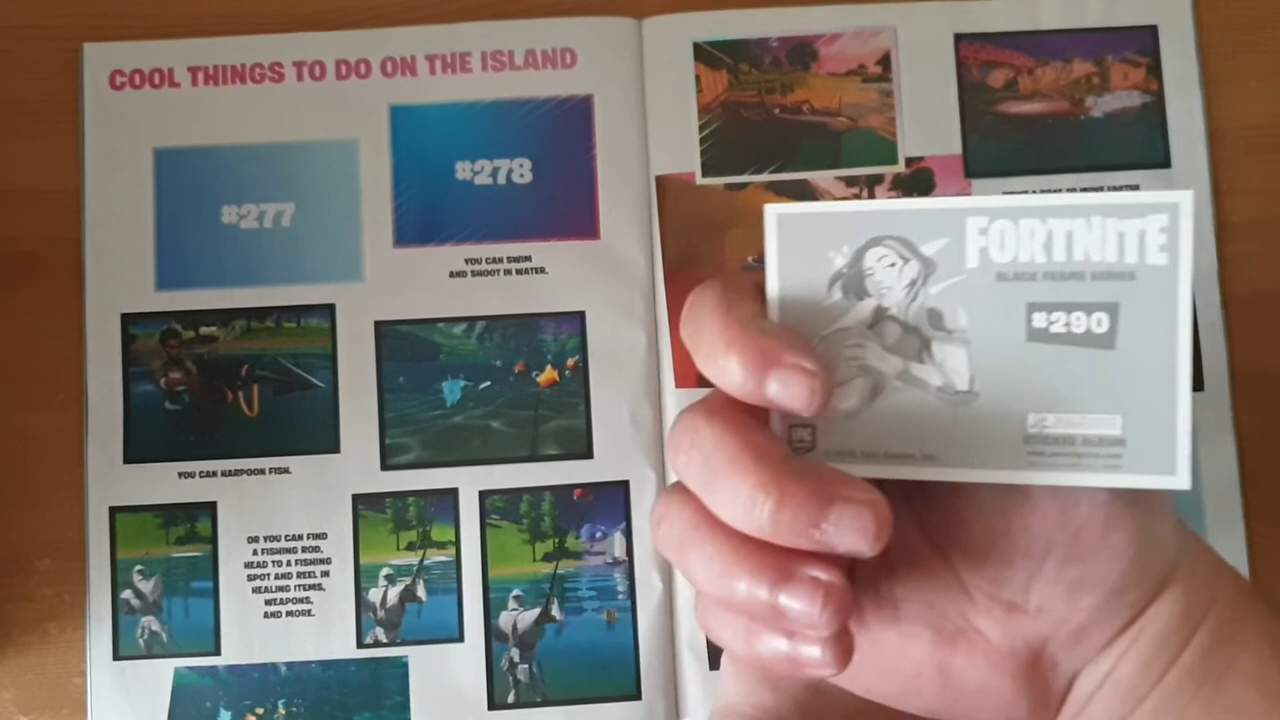 COOL THINGS TO DO ON THE ISLAND
#277
#278
YOU CAN SWIM
AND SHOOT IN WATER.
YOU CAN HARPOON FISH.
OR YOU CAN FIND
A FISHING ROD,
HEAD TO A FISHING
SPOT AND REEL IN
HEALING ITEMS,
WEAPONS,
AND MORE.
FORTNITE
BLACK FRAME SERIES
#290
EPIC
STICKER ALBUM